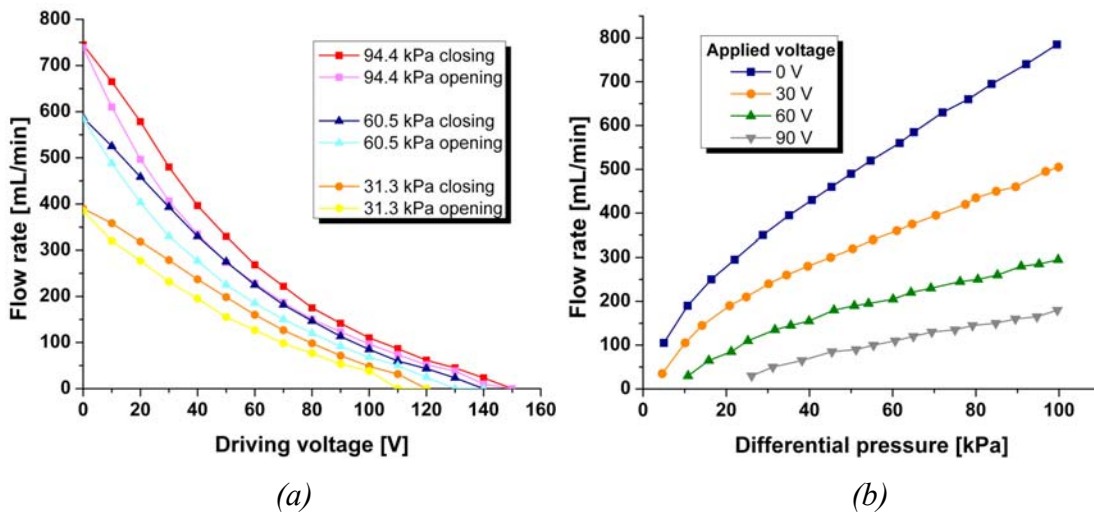 800
700
600
500
400
300
200
100
0
Flow rate [mL/min]
94.4 kPa closing
94.4 kPa opening
60.5 kPa closing
60.5 kPa opening
31.3 kPa closing
31.3 kPa opening
0 20 40 60 80 100 120 140 160
Driving voltage [V]
(a)
800
700
600
500
400
300
200
100
0
Flow rate [mL/min]
Applied voltage
0 V
30 V
60 V
90 V
0 20 40 60 80 100
Differential pressure [kPa]
(b)